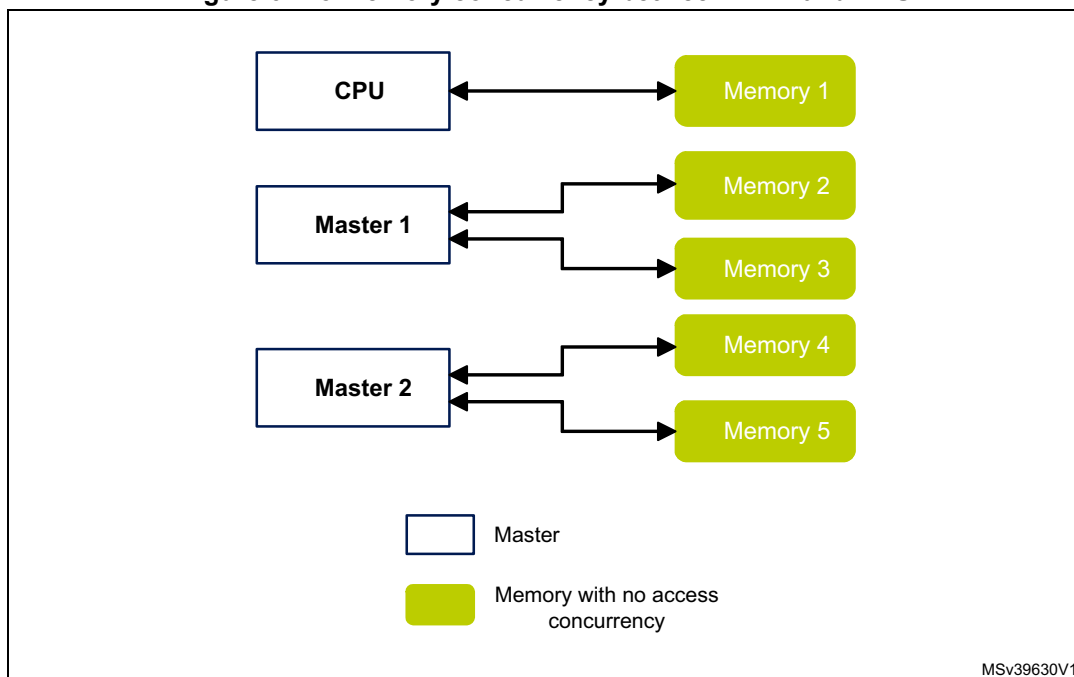 CPU
Memory 1
Memory 2
Master 1
Memory 3
Memory 4
Master 2
Memory 5
Master
Memory with no access
concurrency
MSv39630V1